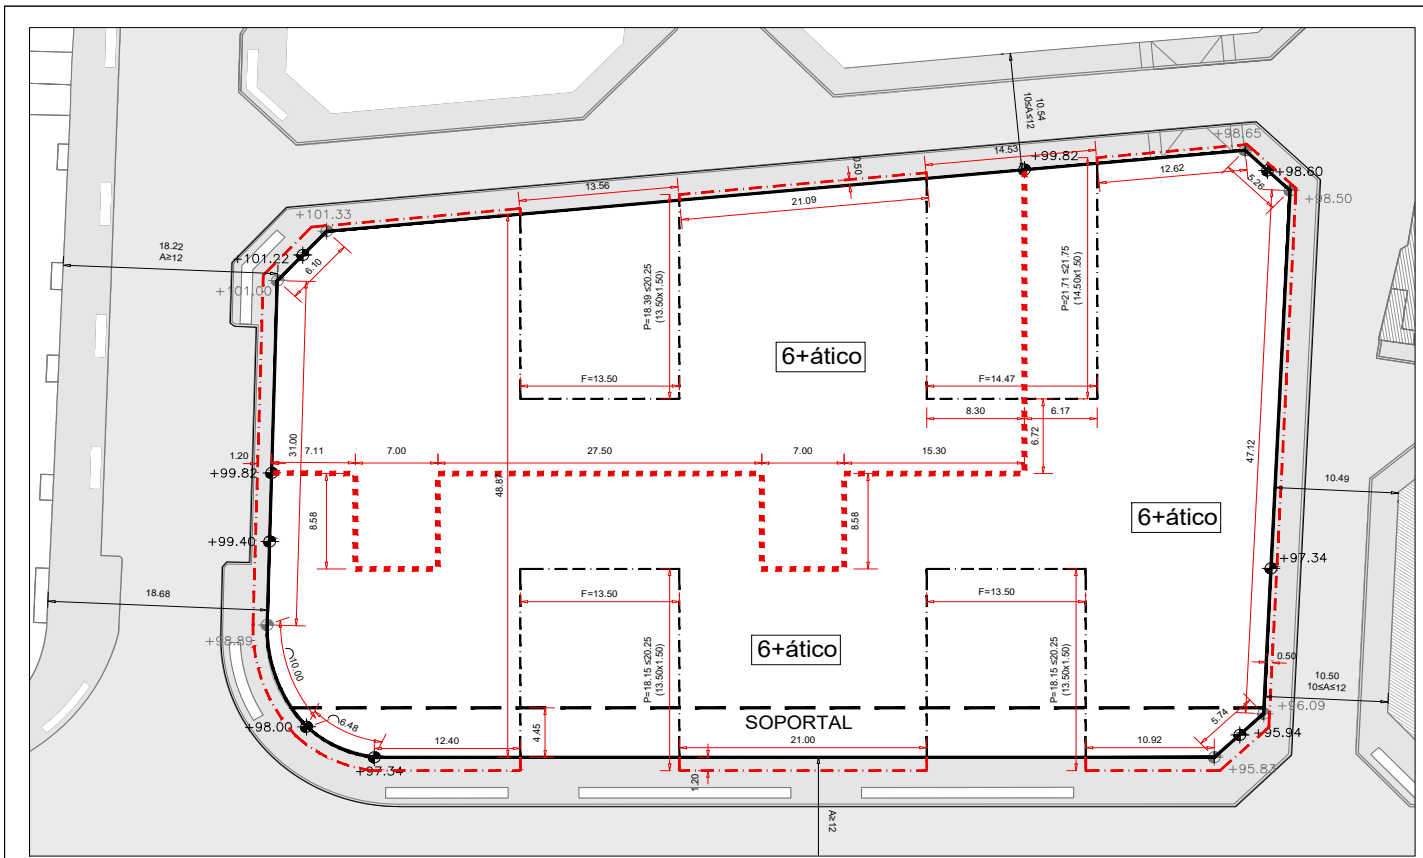 10.54
10≤A≤12
+98.65
14.53
+99.82
0.50
12.62
+98.60
5.26
+98.50
13.56
21.09
+101.33
18.22
A≥12
+101.22
6.10
+101.00
P=18.39 ≤20.25
(13.50x1.50)
P=21.71 ≤21.75
(14.50x1.50)
6+ático
F=13.50
F=14.47
8.30
6.17
6.72
31.00
47.12
1.20
7.11
7.00
27.50
7.00
15.30
+99.82
48.87
10.49
8.58
8.58
6+ático
+99.40
+97.34
18.68
F=13.50
F=13.50
+98.89
6+ático
P=18.15 ≤20.25
(13.50x1.50)
P=18.15 ≤20.25
(13.50x1.50)
0.50
10.00
10.50
10≤A≤12
+96.09
6.48
5.74
+98.00
SOPORTAL
4.45
+95.94
12.40
21.00
10.92
+97.34
+95.83
1.20
A≥12